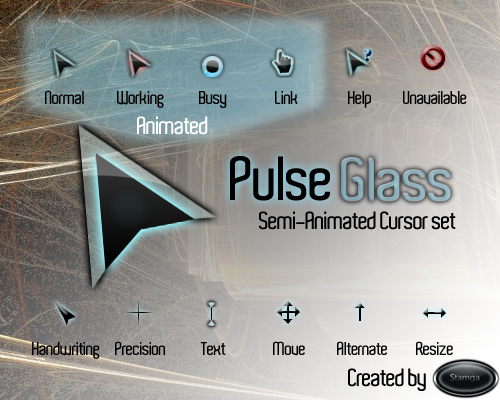 Normal Working Busy Link Help Unavailable
Animated
Pulse Glass
Semi-Animated Cursor set
Handwriting Precision Text Move Alternate Resize
Created by Stamga